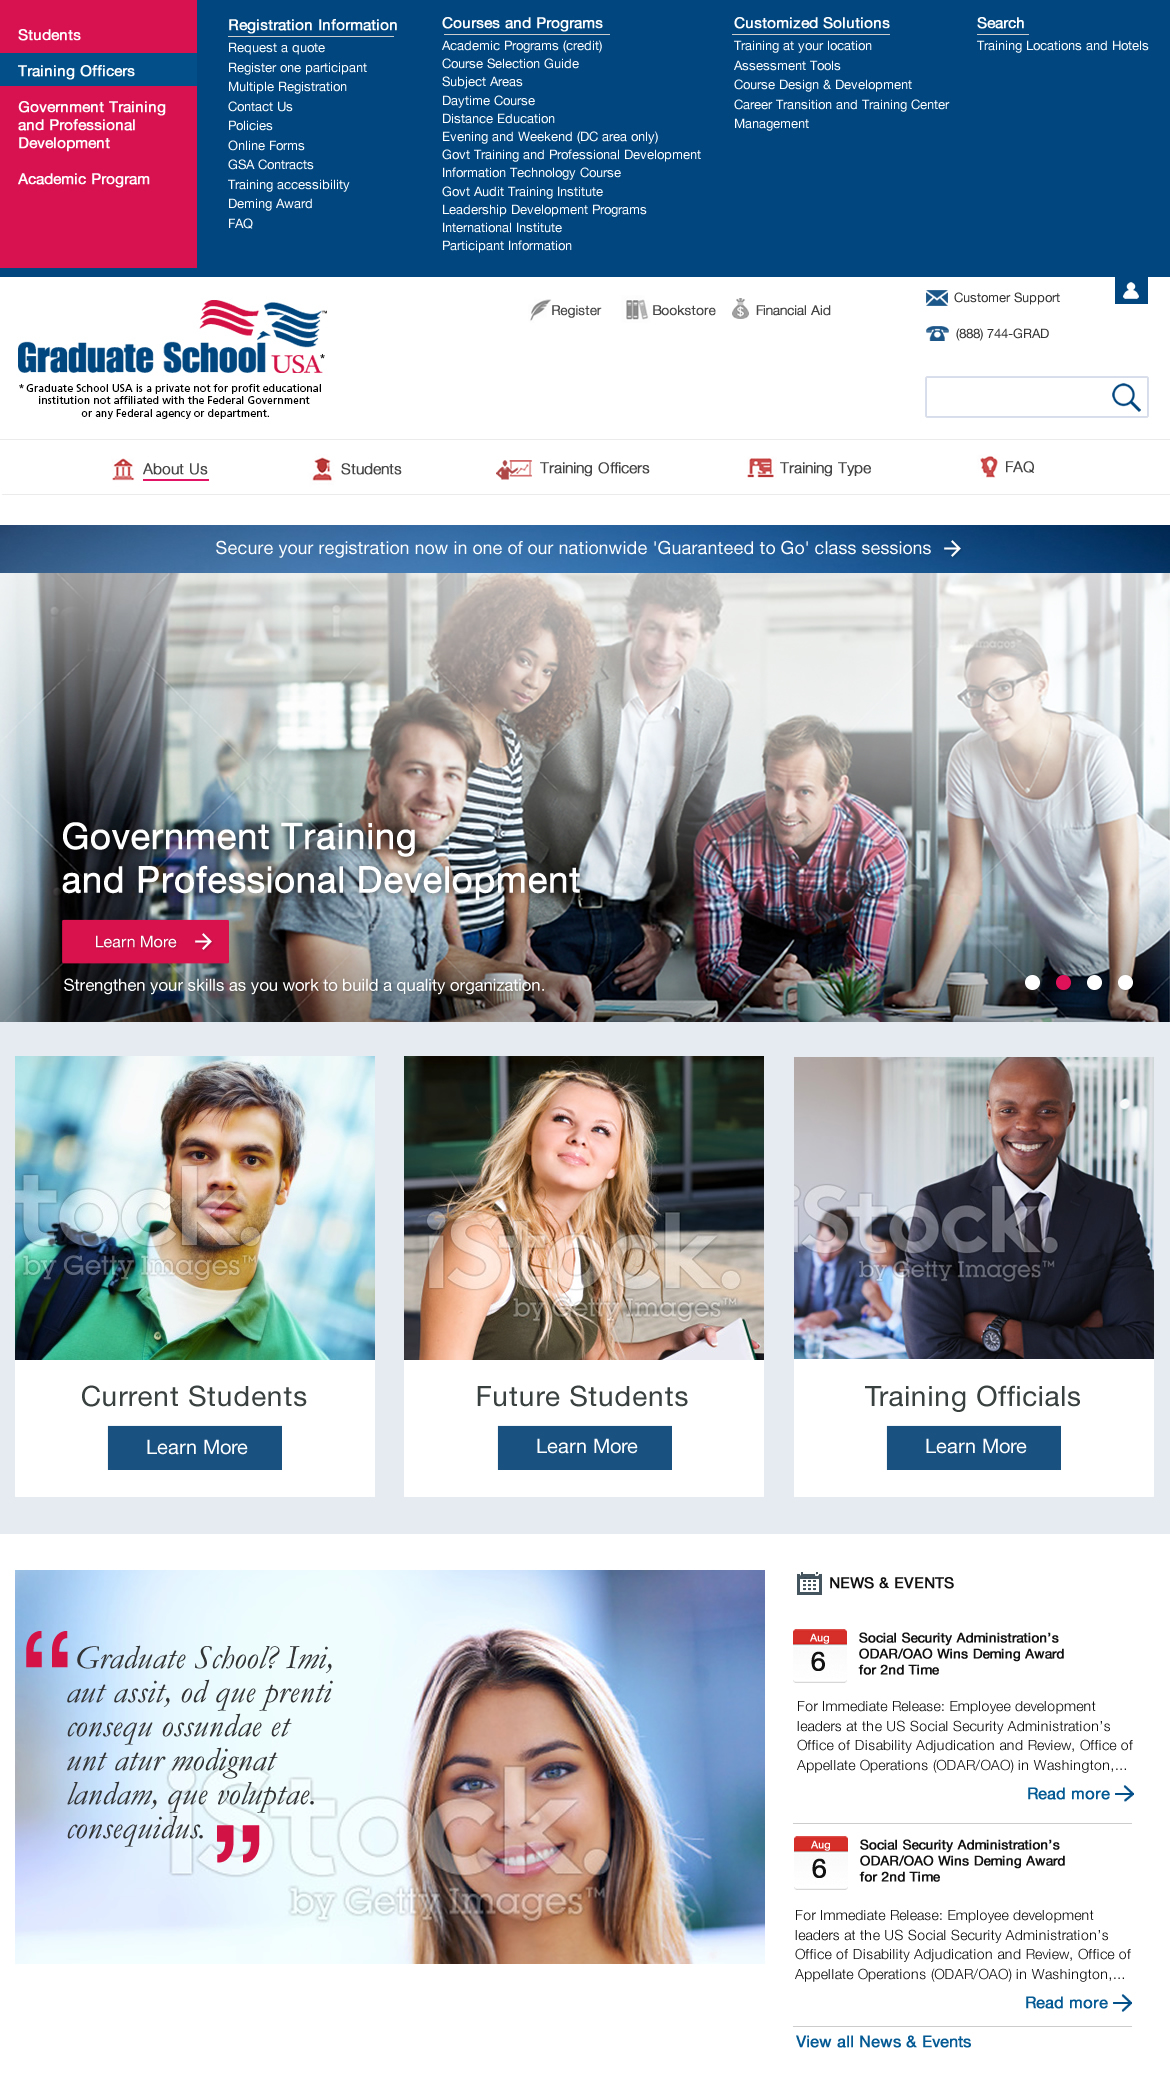 Students
Training Officers
Government Training
and Professional
Development
Academic Program
Registration Information
Request a quote
Register one participant
Multiple Registration
Contact Us
Policies
Online Forms
GSA Contracts
Training accessibility
Deming Award
FAQ
Courses and Programs
Academic Programs (credit)
Course Selection Guide
Subject Areas
Daytime Course
Distance Education
Evening and Weekend (DC area only)
Govt Training and Professional Development
Information Technology Course
Govt Audit Training Institute
Leadership Development Programs
International Institute
Participant Information
Customized Solutions
Training at your location
Assessment Tools
Course Design & Development
Career Transition and Training Center
Management
Search
Training Locations and Hotels
Graduate School USA™*
* Graduate School USA is a private not for profit educational
institution not affiliated with the Federal Government
or any Federal agency or department.
Register
Bookstore
Financial Aid
Customer Support
(888) 744-GRAD
About Us
Students
Training Officers
Training Type
FAQ
Secure your registration now in one of our nationwide 'Guaranteed to Go' class sessions
Government Training
and Professional Development
Learn More
Strengthen your skills as you work to build a quality organization.
tock.
by Getty Images™
iStock.
by Getty Images™
iStock.
by Getty Images™
Current Students
Learn More
Future Students
Learn More
Training Officials
Learn More
“ Graduate School? Imi,
aut assit, od que prenti
consequ ossundae et
unt atur modignat
landam, que voluptae.
consequidus. ”
iStock.
by Getty Images™
NEWS & EVENTS
Aug
6
Social Security Administration's
ODAR/OAO Wins Deming Award
for 2nd Time
For Immediate Release: Employee development
leaders at the US Social Security Administration's
Office of Disability Adjudication and Review, Office of
Appellate Operations (ODAR/OAO) in Washington,...
Read more
Aug
6
Social Security Administration's
ODAR/OAO Wins Deming Award
for 2nd Time
For Immediate Release: Employee development
leaders at the US Social Security Administration's
Office of Disability Adjudication and Review, Office of
Appellate Operations (ODAR/OAO) in Washington,...
Read more
View all News & Events